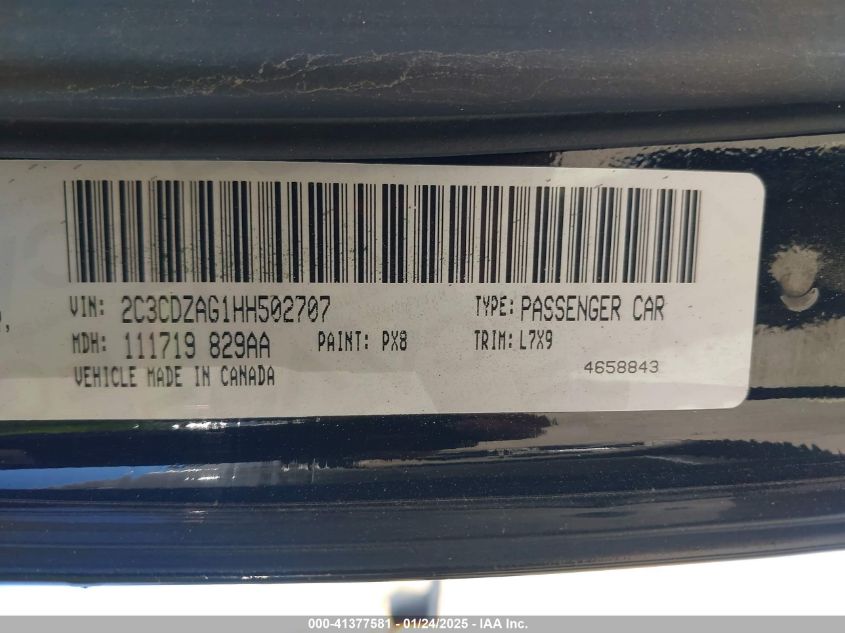 VIN: 2C3CDZAG1HH502707 TYPE: PASSENGER CAR
MDH: 111719 829AA PAINT: PX8 TRIM: L7X9
VEHICLE MADE IN CANADA 4658843
000-41377581 - 01/24/2025 - IAA Inc.